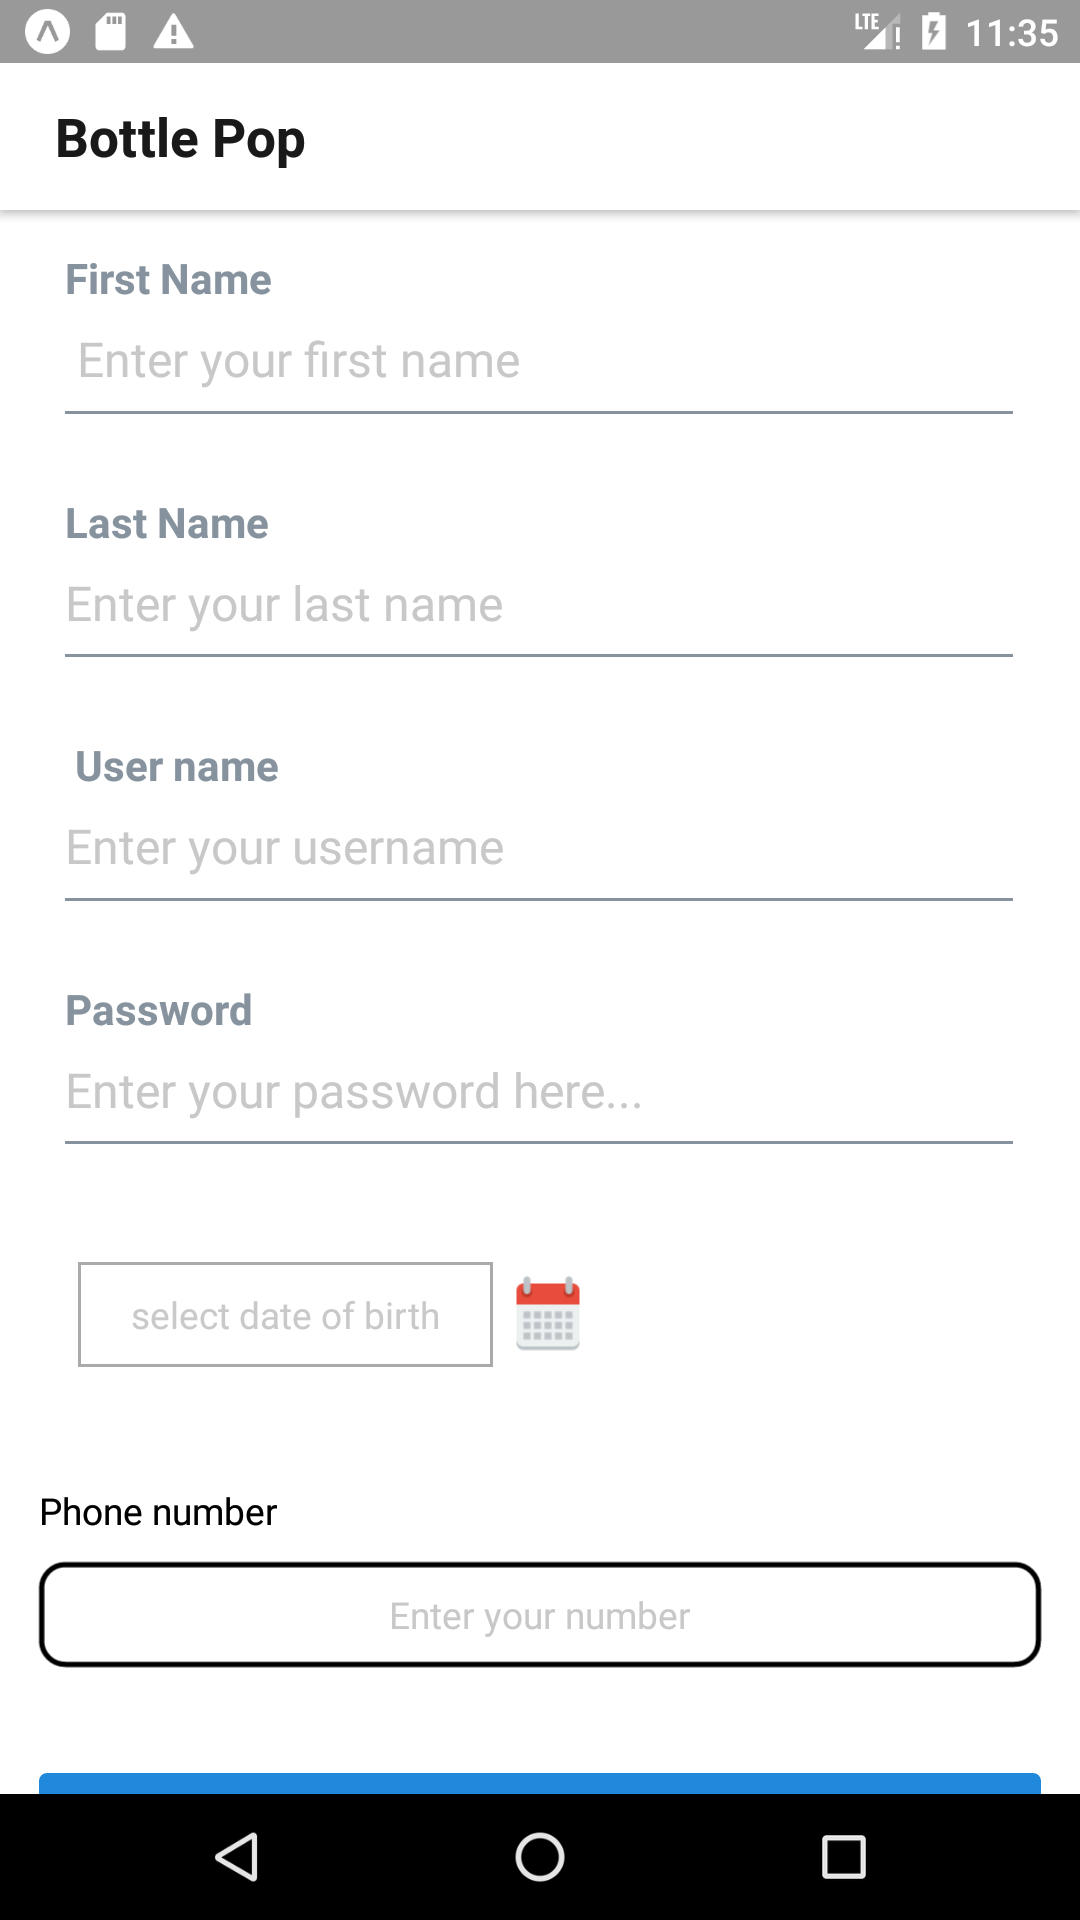 LTE 11:35
Bottle Pop
First Name
Enter your first name
Last Name
Enter your last name
User name
Enter your username
Password
Enter your password here...
select date of birth
Phone number
Enter your number